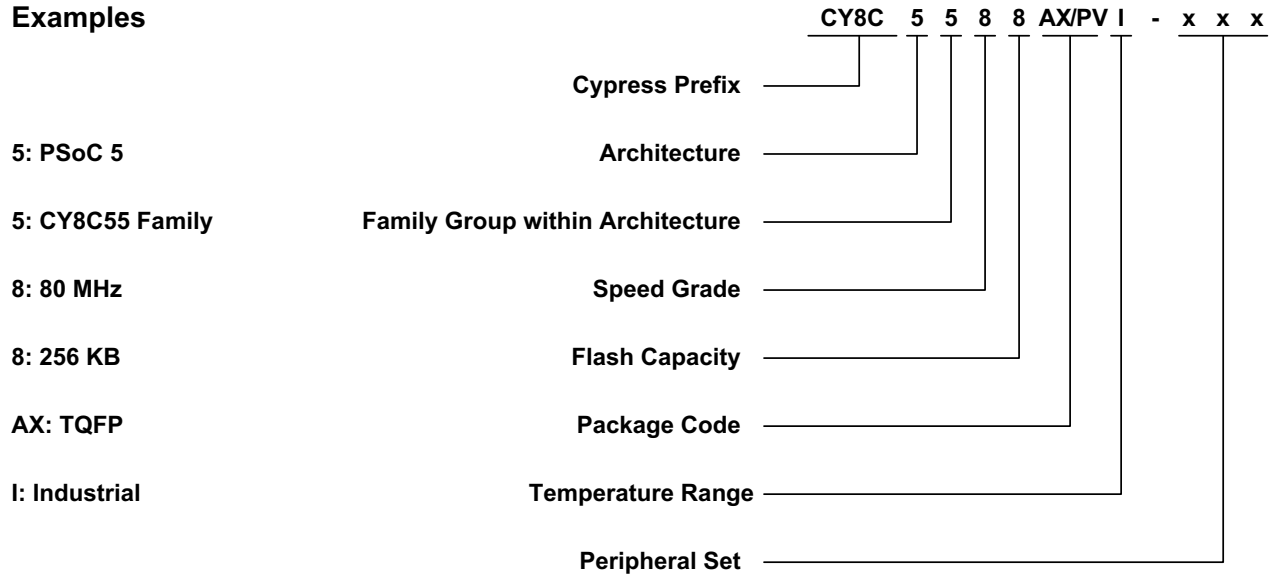 Examples CY8C 5 5 8 8 AX/PV I - x x x
Cypress Prefix
5: PSoC 5 Architecture
5: CY8C55 Family Family Group within Architecture
8: 80 MHz Speed Grade
8: 256 KB Flash Capacity
AX: TQFP Package Code
I: Industrial Temperature Range
Peripheral Set